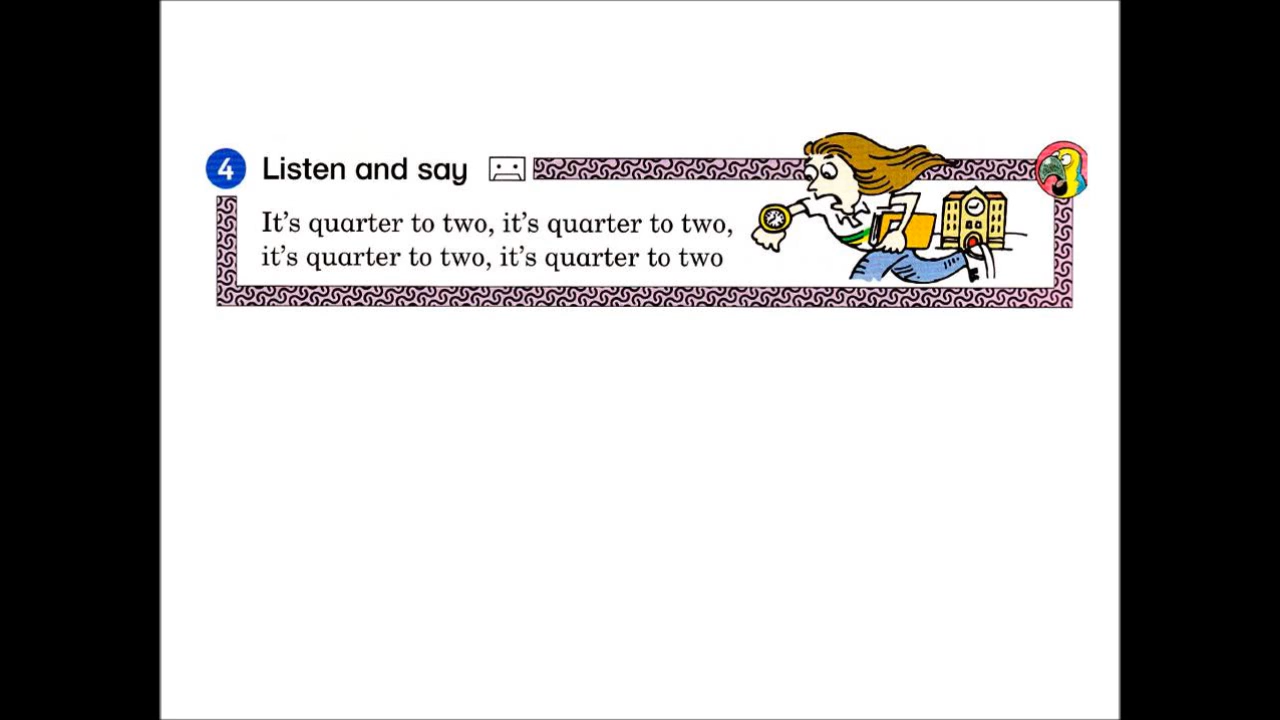 4 Listen and say
It's quarter to two, it's quarter to two,
it's quarter to two, it's quarter to two